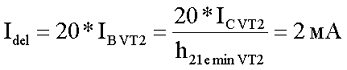 I_del = 20* I_B VT2 = 20* I_C VT2 / h_21e min VT2 = 2 мА